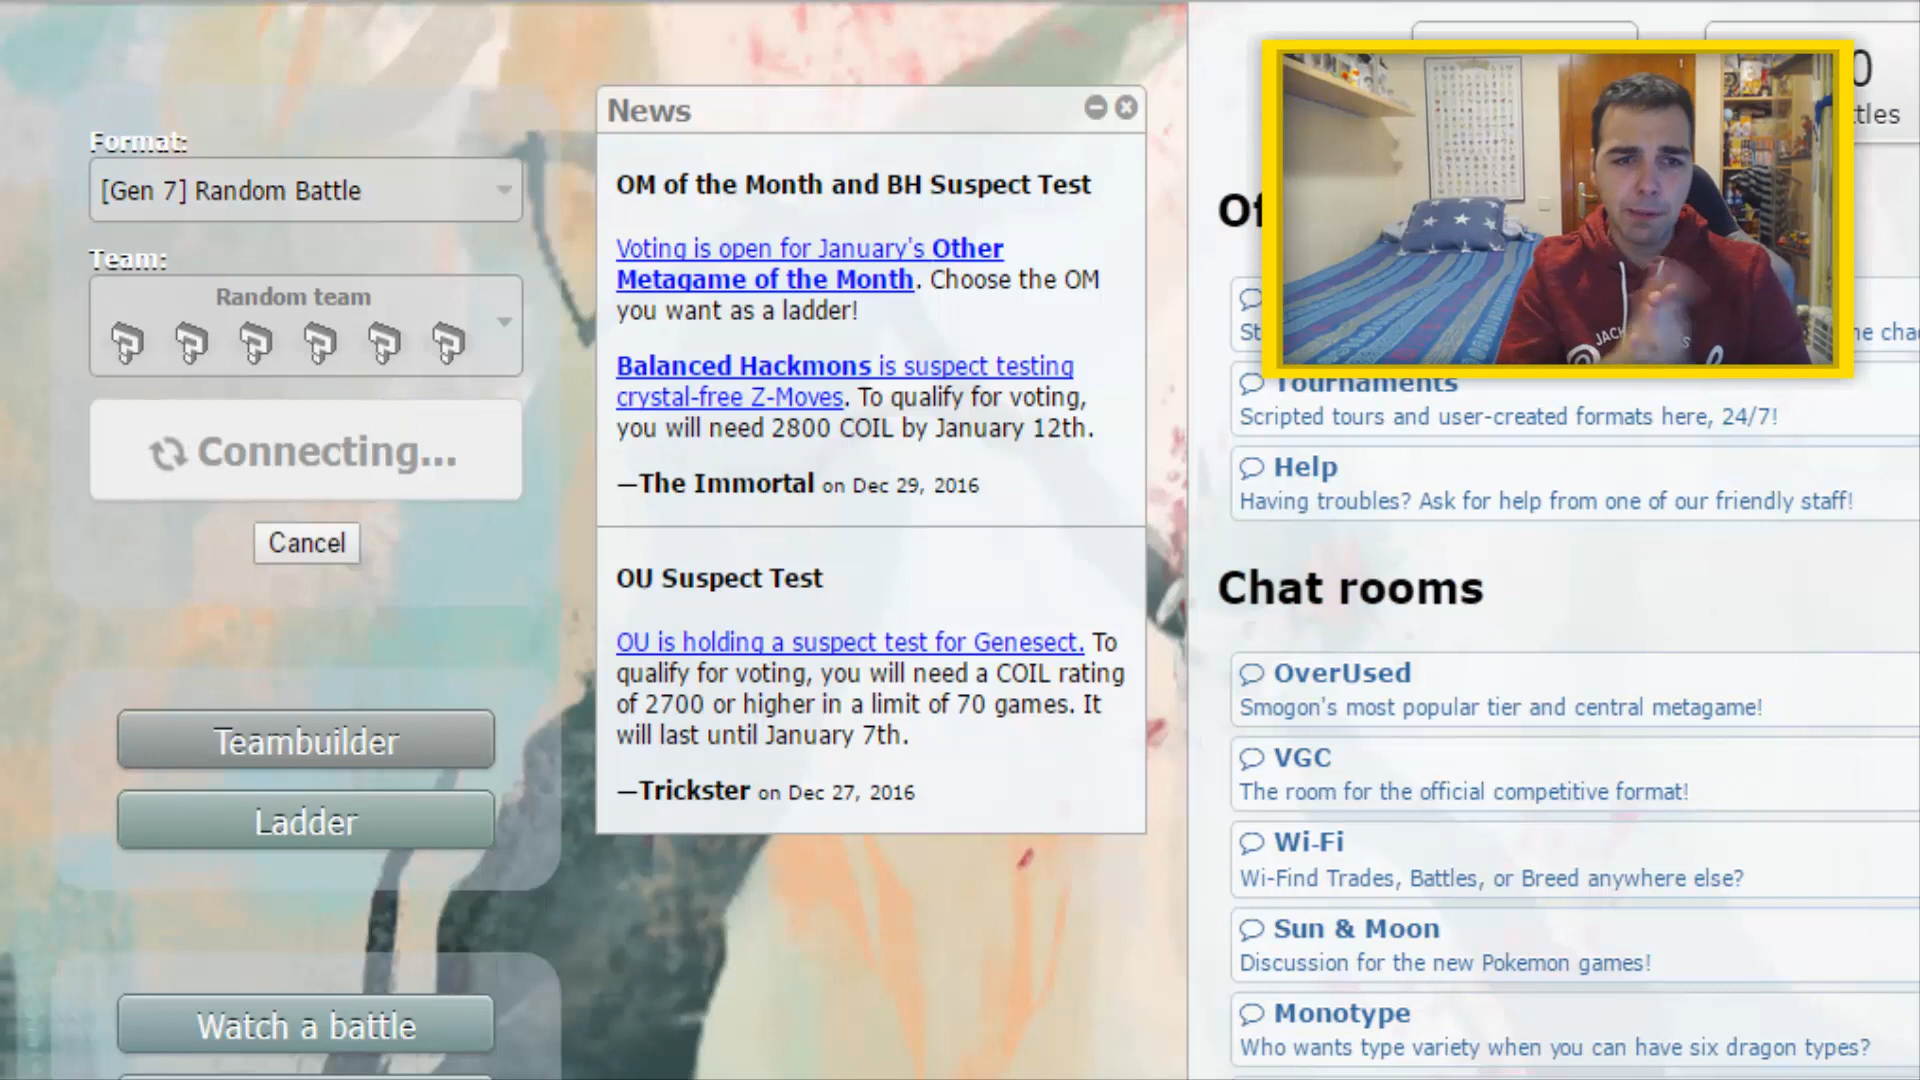 Format:
[Gen 7] Random Battle
Team:
Random team
Connecting...
Cancel
Teambuilder
Ladder
Watch a battle
News
OM of the Month and BH Suspect Test
Voting is open for January's Other
Metagame of the Month. Choose the OM
you want as a ladder!
Balanced Hackmons is suspect testing
crystal-free Z-Moves. To qualify for voting,
you will need 2800 COIL by January 12th.
—The Immortal on Dec 29, 2016
OU Suspect Test
OU is holding a suspect test for Genesect. To
qualify for voting, you will need a COIL rating
of 2700 or higher in a limit of 70 games. It
will last until January 7th.
—Trickster on Dec 27, 2016
Tournaments
Scripted tours and user-created formats here, 24/7!
Help
Having troubles? Ask for help from one of our friendly staff!
Chat rooms
OverUsed
Smogon's most popular tier and central metagame!
VGC
The room for the official competitive format!
Wi-Fi
Wi-Find Trades, Battles, or Breed anywhere else?
Sun & Moon
Discussion for the new Pokemon games!
Monotype
Who wants type variety when you can have six dragon types?